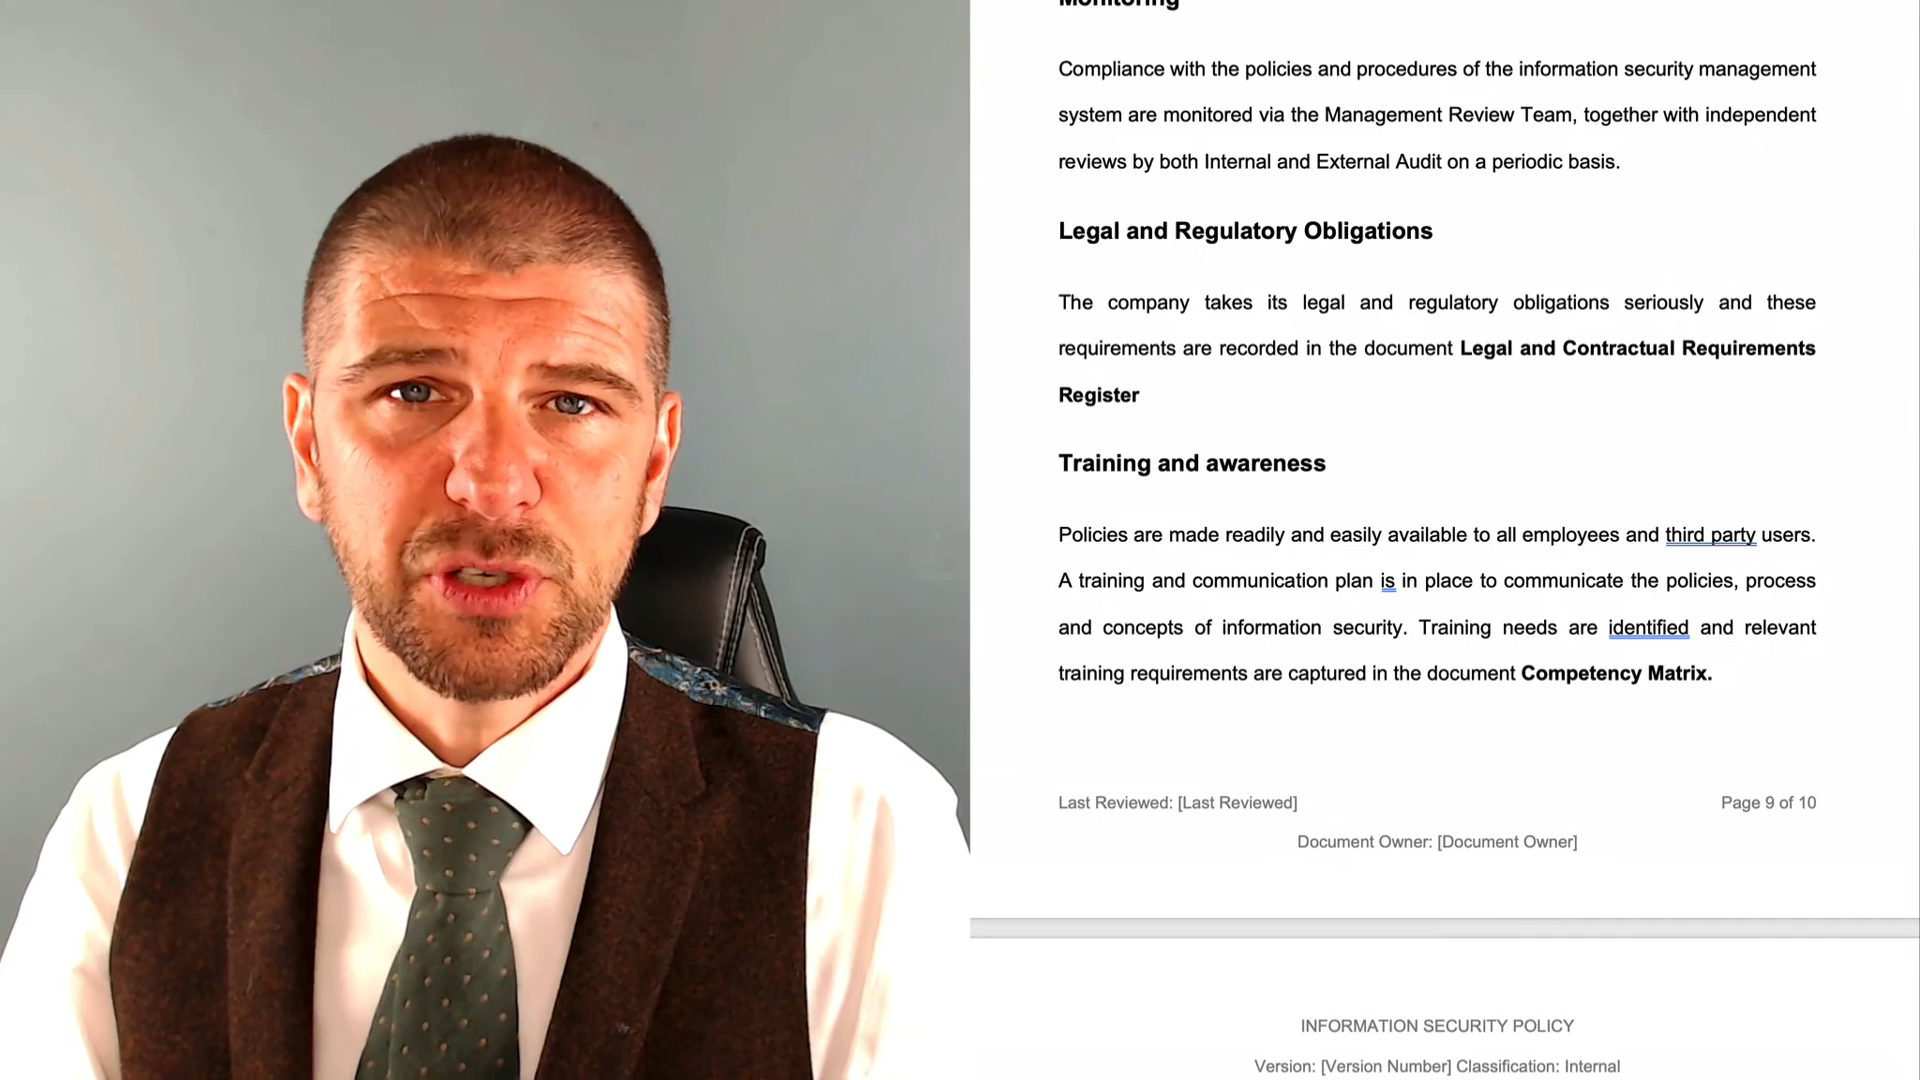 Monitoring
Compliance with the policies and procedures of the information security management
system are monitored via the Management Review Team, together with independent
reviews by both Internal and External Audit on a periodic basis.
Legal and Regulatory Obligations
The company takes its legal and regulatory obligations seriously and these
requirements are recorded in the document Legal and Contractual Requirements
Register
Training and awareness
Policies are made readily and easily available to all employees and third party users.
A training and communication plan is in place to communicate the policies, process
and concepts of information security. Training needs are identified and relevant
training requirements are captured in the document Competency Matrix.
Last Reviewed: [Last Reviewed] Page 9 of 10
Document Owner: [Document Owner]
INFORMATION SECURITY POLICY
Version: [Version Number] Classification: Internal